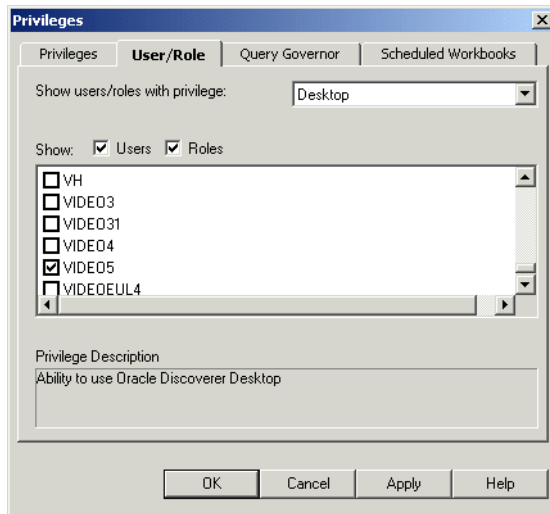 Privileges
Privileges User/Role Query Governor Scheduled Workbooks
Show users/roles with privilege: Desktop
Show: Users Roles
VH
VIDEO3
VIDEO31
VIDEO4
VIDEO5
VIDEOEUL4
Privilege Description
Ability to use Oracle Discoverer Desktop
OK Cancel Apply Help